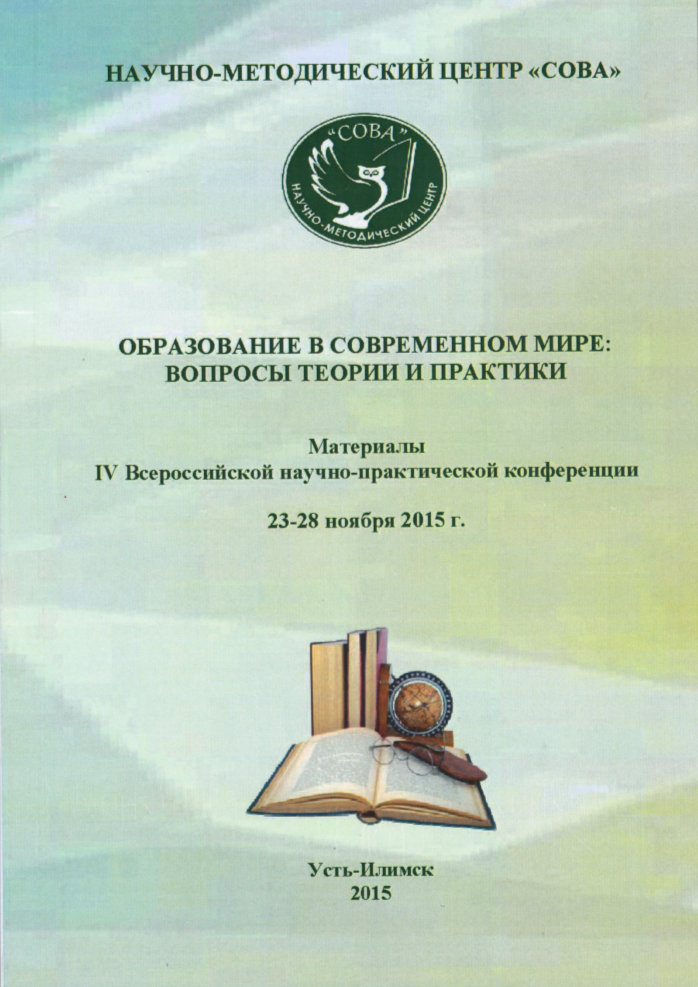 НАУЧНО-МЕТОДИЧЕСКИЙ ЦЕНТР «СОВА»
"СОВА"
НАУЧНО-МЕТОДИЧЕСКИЙ ЦЕНТР
ОБРАЗОВАНИЕ В СОВРЕМЕННОМ МИРЕ:
ВОПРОСЫ ТЕОРИИ И ПРАКТИКИ
Материалы
IV Всероссийской научно-практической конференции
23-28 ноября 2015 г.
Усть-Илимск
2015